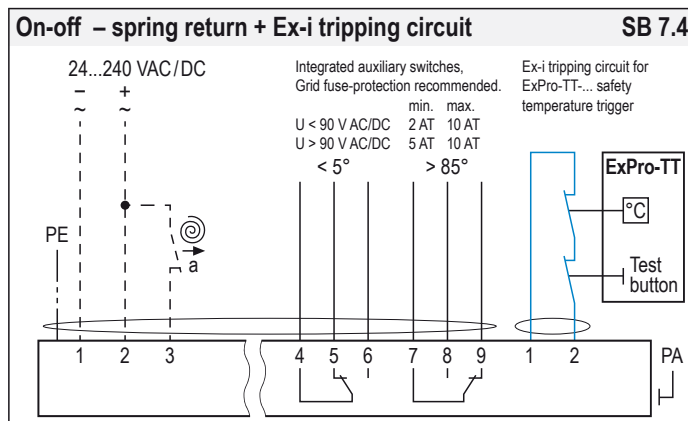 On-off – spring return + Ex-i tripping circuit SB 7.4
24...240 VAC/DC
– +
~ ~
PE
a
Integrated auxiliary switches,
Grid fuse-protection recommended.
min. max.
U < 90 V AC/DC 2 AT 10 AT
U > 90 V AC/DC 5 AT 10 AT
< 5° > 85°
Ex-i tripping circuit for
ExPro-TT-... safety
temperature trigger
ExPro-TT
°C
Test
button
1 2 3 4 5 6 7 8 9 1 2 PA